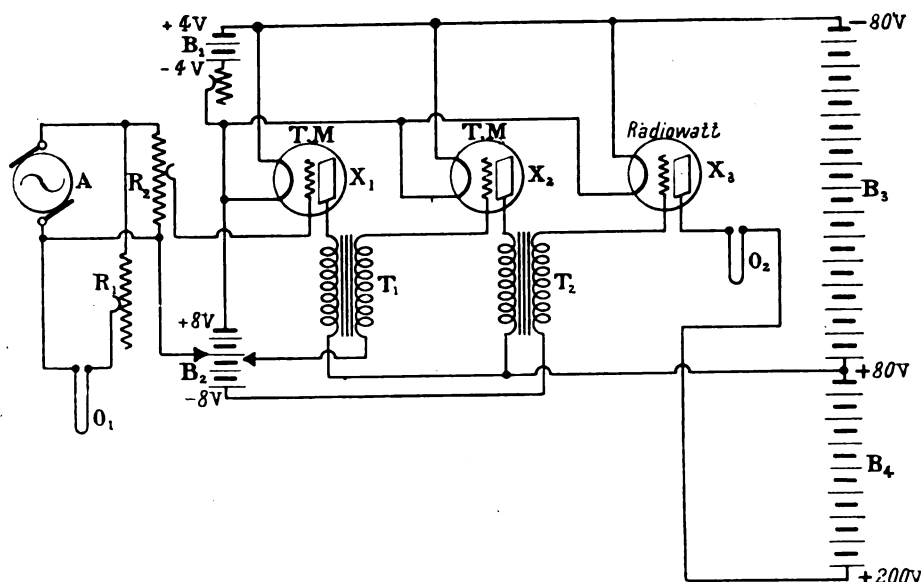 +4V
B₁
-4V
-80V
T.M
T.M
Radiowatt
A
R₂
X₁
X₂
X₃
B₃
R₁
T₁
T₂
O₂
+8V
B₂
-8V
+80V
O₁
B₄
+200V